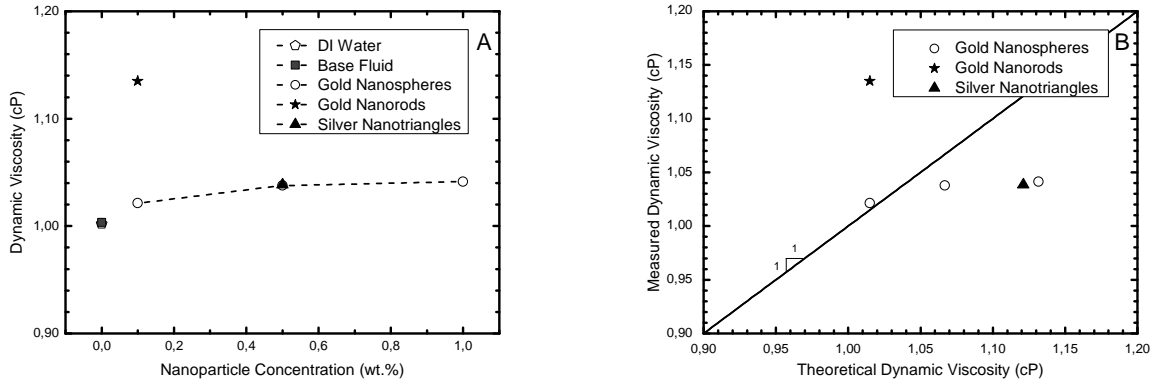 1,20
1,10
1,00
0,90
Dynamic Viscosity (cP)
0,0
0,2
0,4
0,6
0,8
1,0
Nanoparticle Concentration (wt.%)
A
DI Water
Base Fluid
Gold Nanospheres
Gold Nanorods
Silver Nanotriangles
1,20
1,15
1,10
1,05
1,00
0,95
0,90
Measured Dynamic Viscosity (cP)
0,90
0,95
1,00
1,05
1,10
1,15
1,20
Theoretical Dynamic Viscosity (cP)
B
Gold Nanospheres
Gold Nanorods
Silver Nanotriangles
1
1